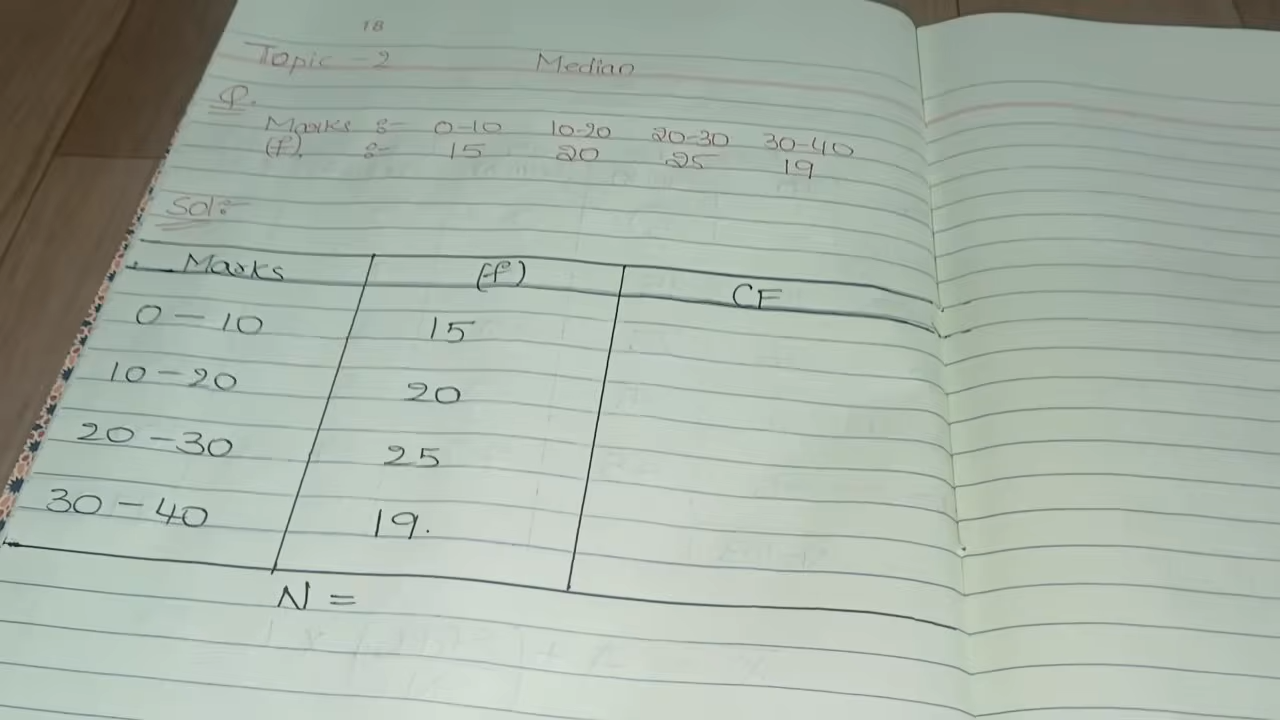 18
Topic - 2 Median
Q.
Marks :- 0-10 10-20 20-30 30-40
(f). :- 15 20 25 19
Sol:-
Marks (f) CF
0-10 15
10-20 20
20-30 25
30-40 19.
N =